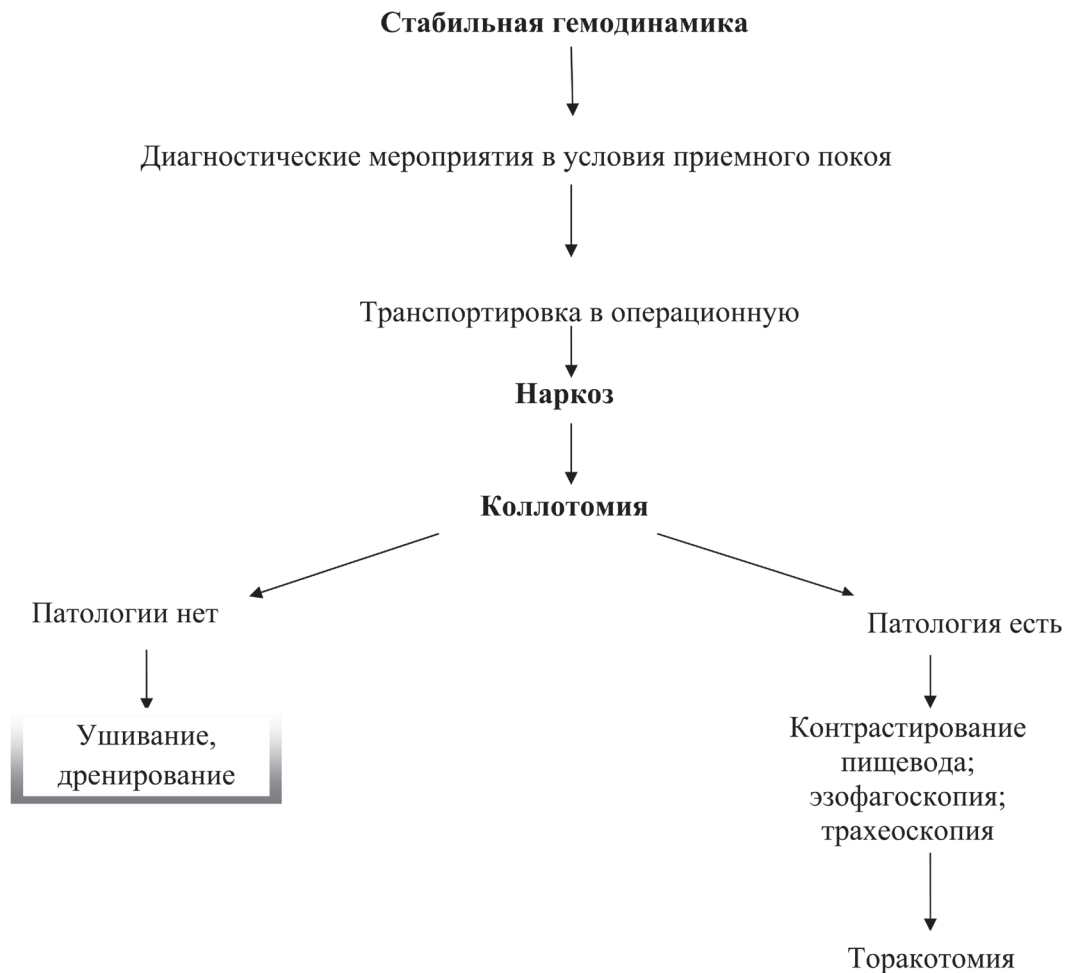 Стабильная гемодинамика
Диагностические мероприятия в условия приемного покоя
Транспортировка в операционную
Наркоз
Коллотомия
Патологии нет
Патология есть
Ушивание,
дренирование
Контрастирование
пищевода;
эзофагоскопия;
трахеоскопия
Торакотомия